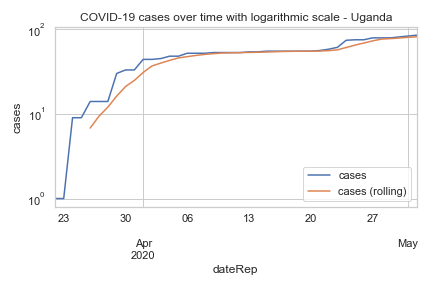 COVID-19 cases over time with logarithmic scale - Uganda
cases
10²
10¹
10⁰
cases
cases (rolling)
23 30 06 13 20 27
Apr May
2020
dateRep